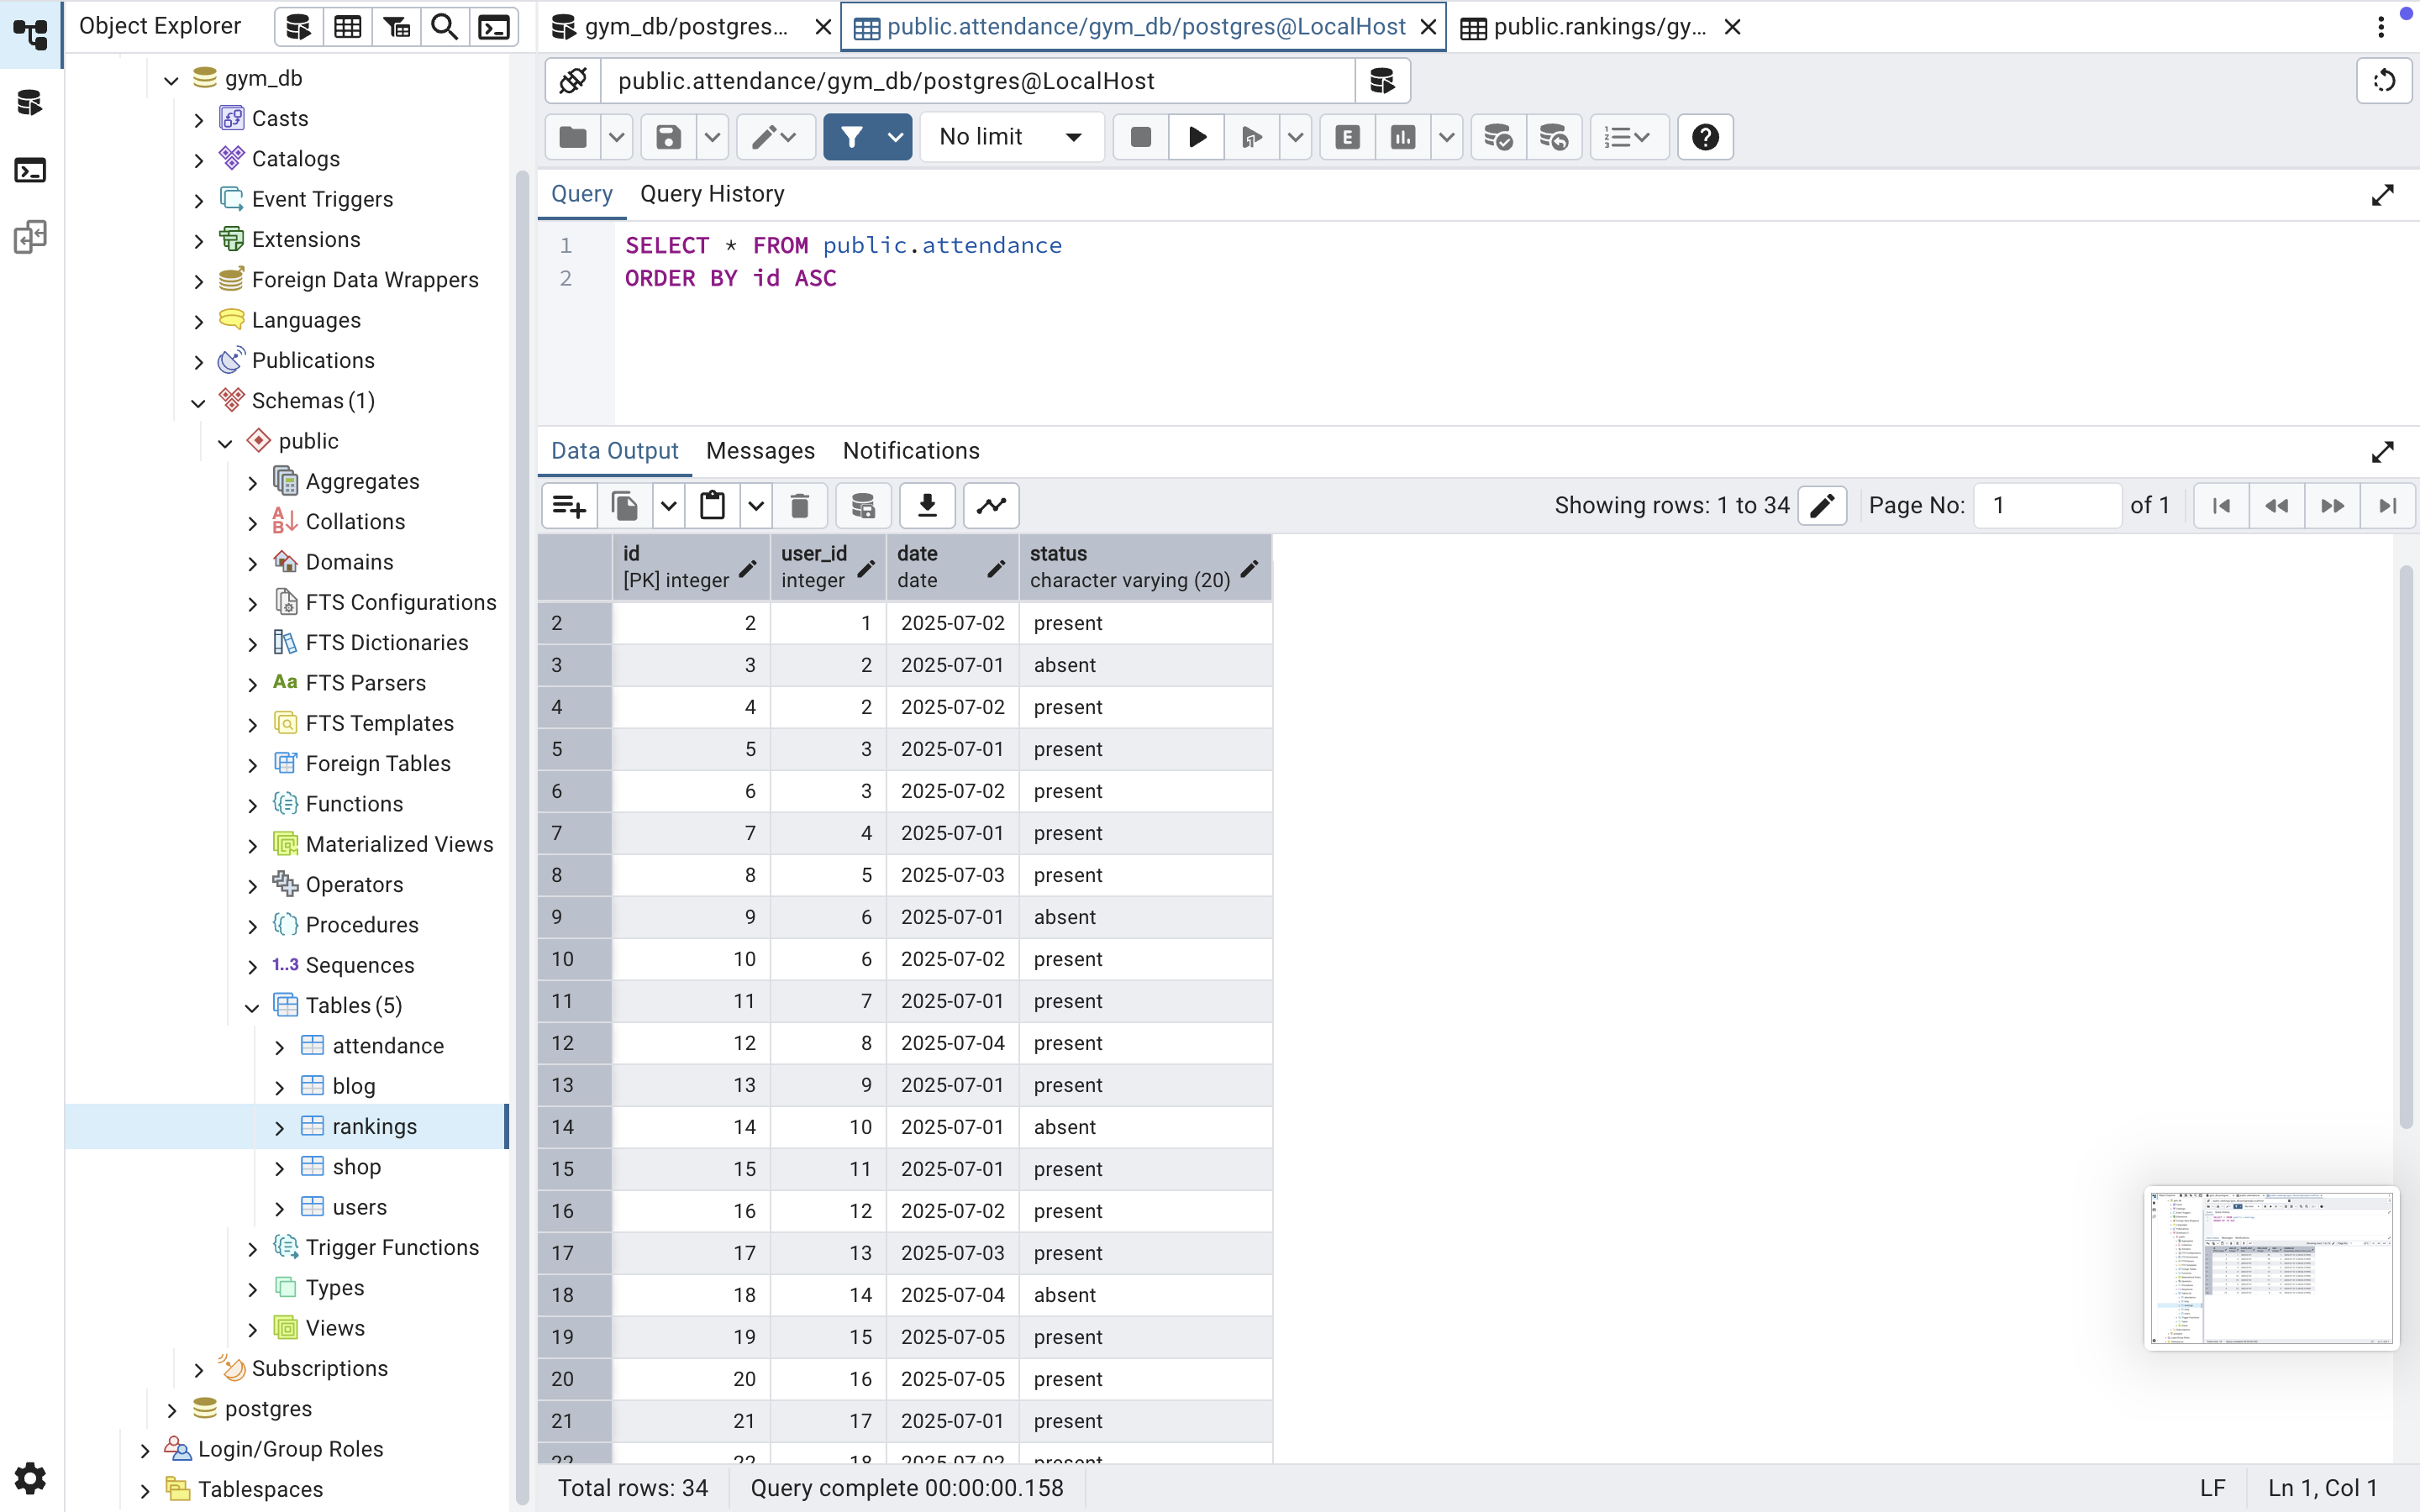 Object Explorer
gym_db/postgres...
public.attendance/gym_db/postgres@LocalHost
public.rankings/gy...
gym_db
Casts
Catalogs
Event Triggers
Extensions
Foreign Data Wrappers
Languages
Publications
Schemas (1)
public
Aggregates
Collations
Domains
FTS Configurations
FTS Dictionaries
Aa FTS Parsers
FTS Templates
Foreign Tables
Functions
Materialized Views
Operators
Procedures
1..3 Sequences
Tables (5)
attendance
blog
rankings
shop
users
Trigger Functions
Types
Views
Subscriptions
postgres
Login/Group Roles
Tablespaces
public.attendance/gym_db/postgres@LocalHost
No limit
E
Query Query History
1 SELECT * FROM public.attendance
2 ORDER BY id ASC
Data Output Messages Notifications
Showing rows: 1 to 34 Page No: 1 of 1
id user_id date status
[PK] integer integer date character varying (20)
2 2 1 2025-07-02 present
3 3 2 2025-07-01 absent
4 4 2 2025-07-02 present
5 5 3 2025-07-01 present
6 6 3 2025-07-02 present
7 7 4 2025-07-01 present
8 8 5 2025-07-03 present
9 9 6 2025-07-01 absent
10 10 6 2025-07-02 present
11 11 7 2025-07-01 present
12 12 8 2025-07-04 present
13 13 9 2025-07-01 present
14 14 10 2025-07-01 absent
15 15 11 2025-07-01 present
16 16 12 2025-07-02 present
17 17 13 2025-07-03 present
18 18 14 2025-07-04 absent
19 19 15 2025-07-05 present
20 20 16 2025-07-05 present
21 21 17 2025-07-01 present
22 22 18 2025-07-02 present
Total rows: 34 Query complete 00:00:00.158 LF Ln 1, Col 1